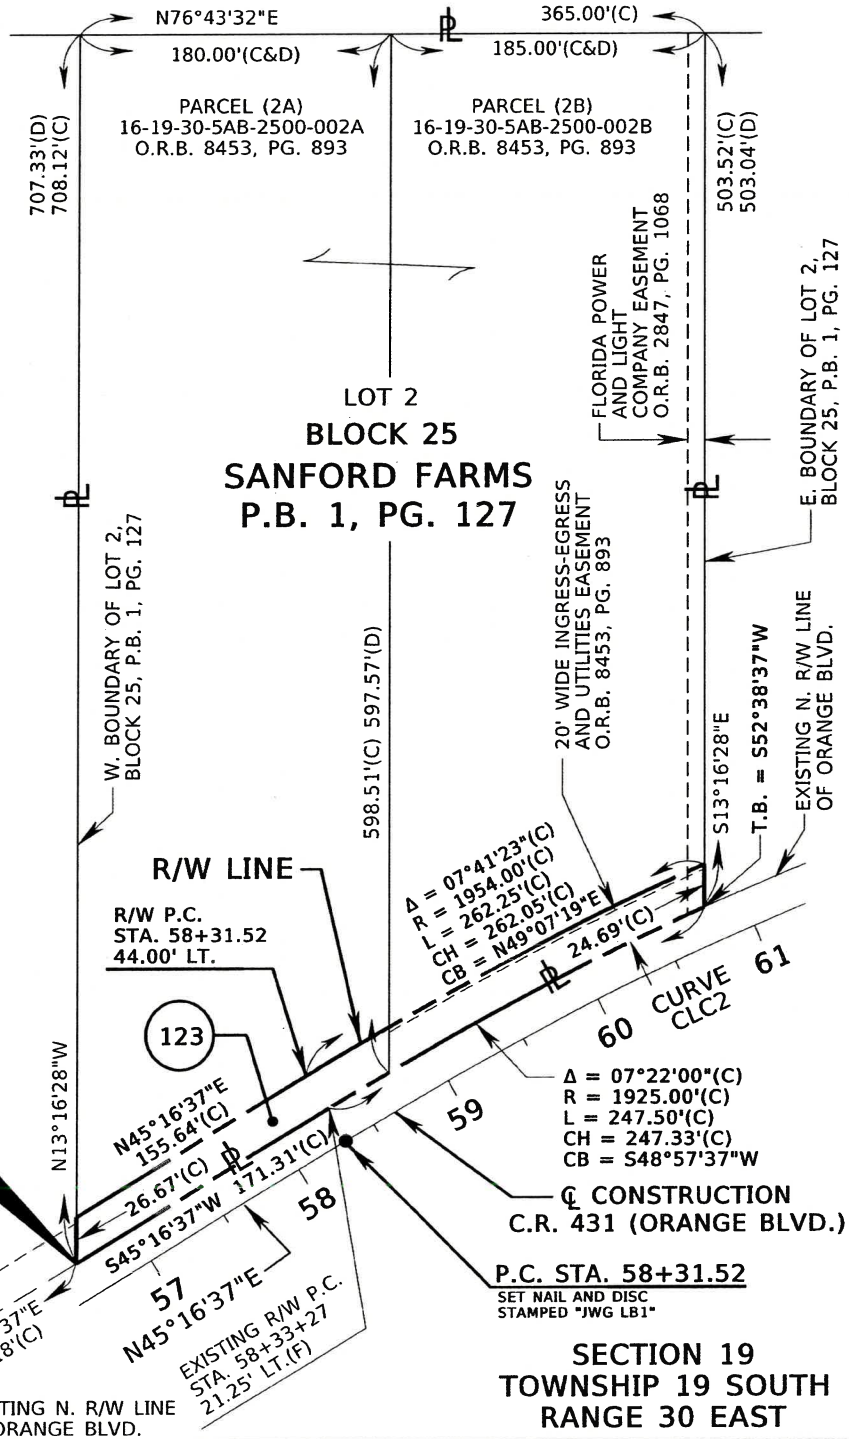 N76°43'32"E
365.00'(C)
PL
180.00'(C&D)
185.00'(C&D)
PARCEL (2A)
16-19-30-5AB-2500-002A
O.R.B. 8453, PG. 893
PARCEL (2B)
16-19-30-5AB-2500-002B
O.R.B. 8453, PG. 893
707.33'(D)
708.12'(C)
503.52'(C)
503.04'(D)
FLORIDA POWER
AND LIGHT
COMPANY EASEMENT
O.R.B. 2847, PG. 1068
E. BOUNDARY OF LOT 2,
BLOCK 25, P.B. 1, PG. 127
LOT 2
BLOCK 25
SANFORD FARMS
P.B. 1, PG. 127
PL
PL
W. BOUNDARY OF LOT 2,
BLOCK 25, P.B. 1, PG. 127
20' WIDE INGRESS-EGRESS
AND UTILITIES EASEMENT
O.R.B. 8453, PG. 893
598.51'(C) 597.57'(D)
S13°16'28"E
T.B. = S52°38'37"W
EXISTING N. R/W LINE
OF ORANGE BLVD.
R/W LINE
Δ = 07°41'23"(C)
R = 1954.00'(C)
L = 262.25'(C)
CH = 262.05'(C)
CB = N49°07'19"E
R/W P.C.
STA. 58+31.52
44.00' LT.
24.69'(C)
PL
61
CURVE
CLC2
60
123
59
Δ = 07°22'00"(C)
R = 1925.00'(C)
L = 247.50'(C)
CH = 247.33'(C)
CB = S48°57'37"W
N13°16'28"W
N45°16'37"E
155.64'(C)
PL
26.67'(C)
S45°16'37"W 171.31'(C)
58
CL CONSTRUCTION
C.R. 431 (ORANGE BLVD.)
57
N45°16'37"E
P.C. STA. 58+31.52
SET NAIL AND DISC
STAMPED "JWG LB1"
EXISTING R/W P.C.
STA. 58+33+27
21.25' LT.(F)
37"E
8'(C)
SECTION 19
TOWNSHIP 19 SOUTH
RANGE 30 EAST
TING N. R/W LINE
ORANGE BLVD.